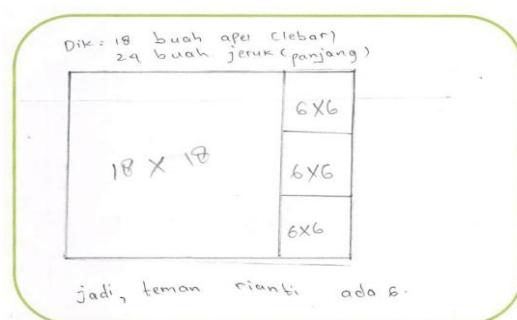 Dik : 18 buah apel (lebar)
24 buah jeruk (panjang)
6x6
18 x 18
6x6
6x6
jadi, teman rianti ada 6.